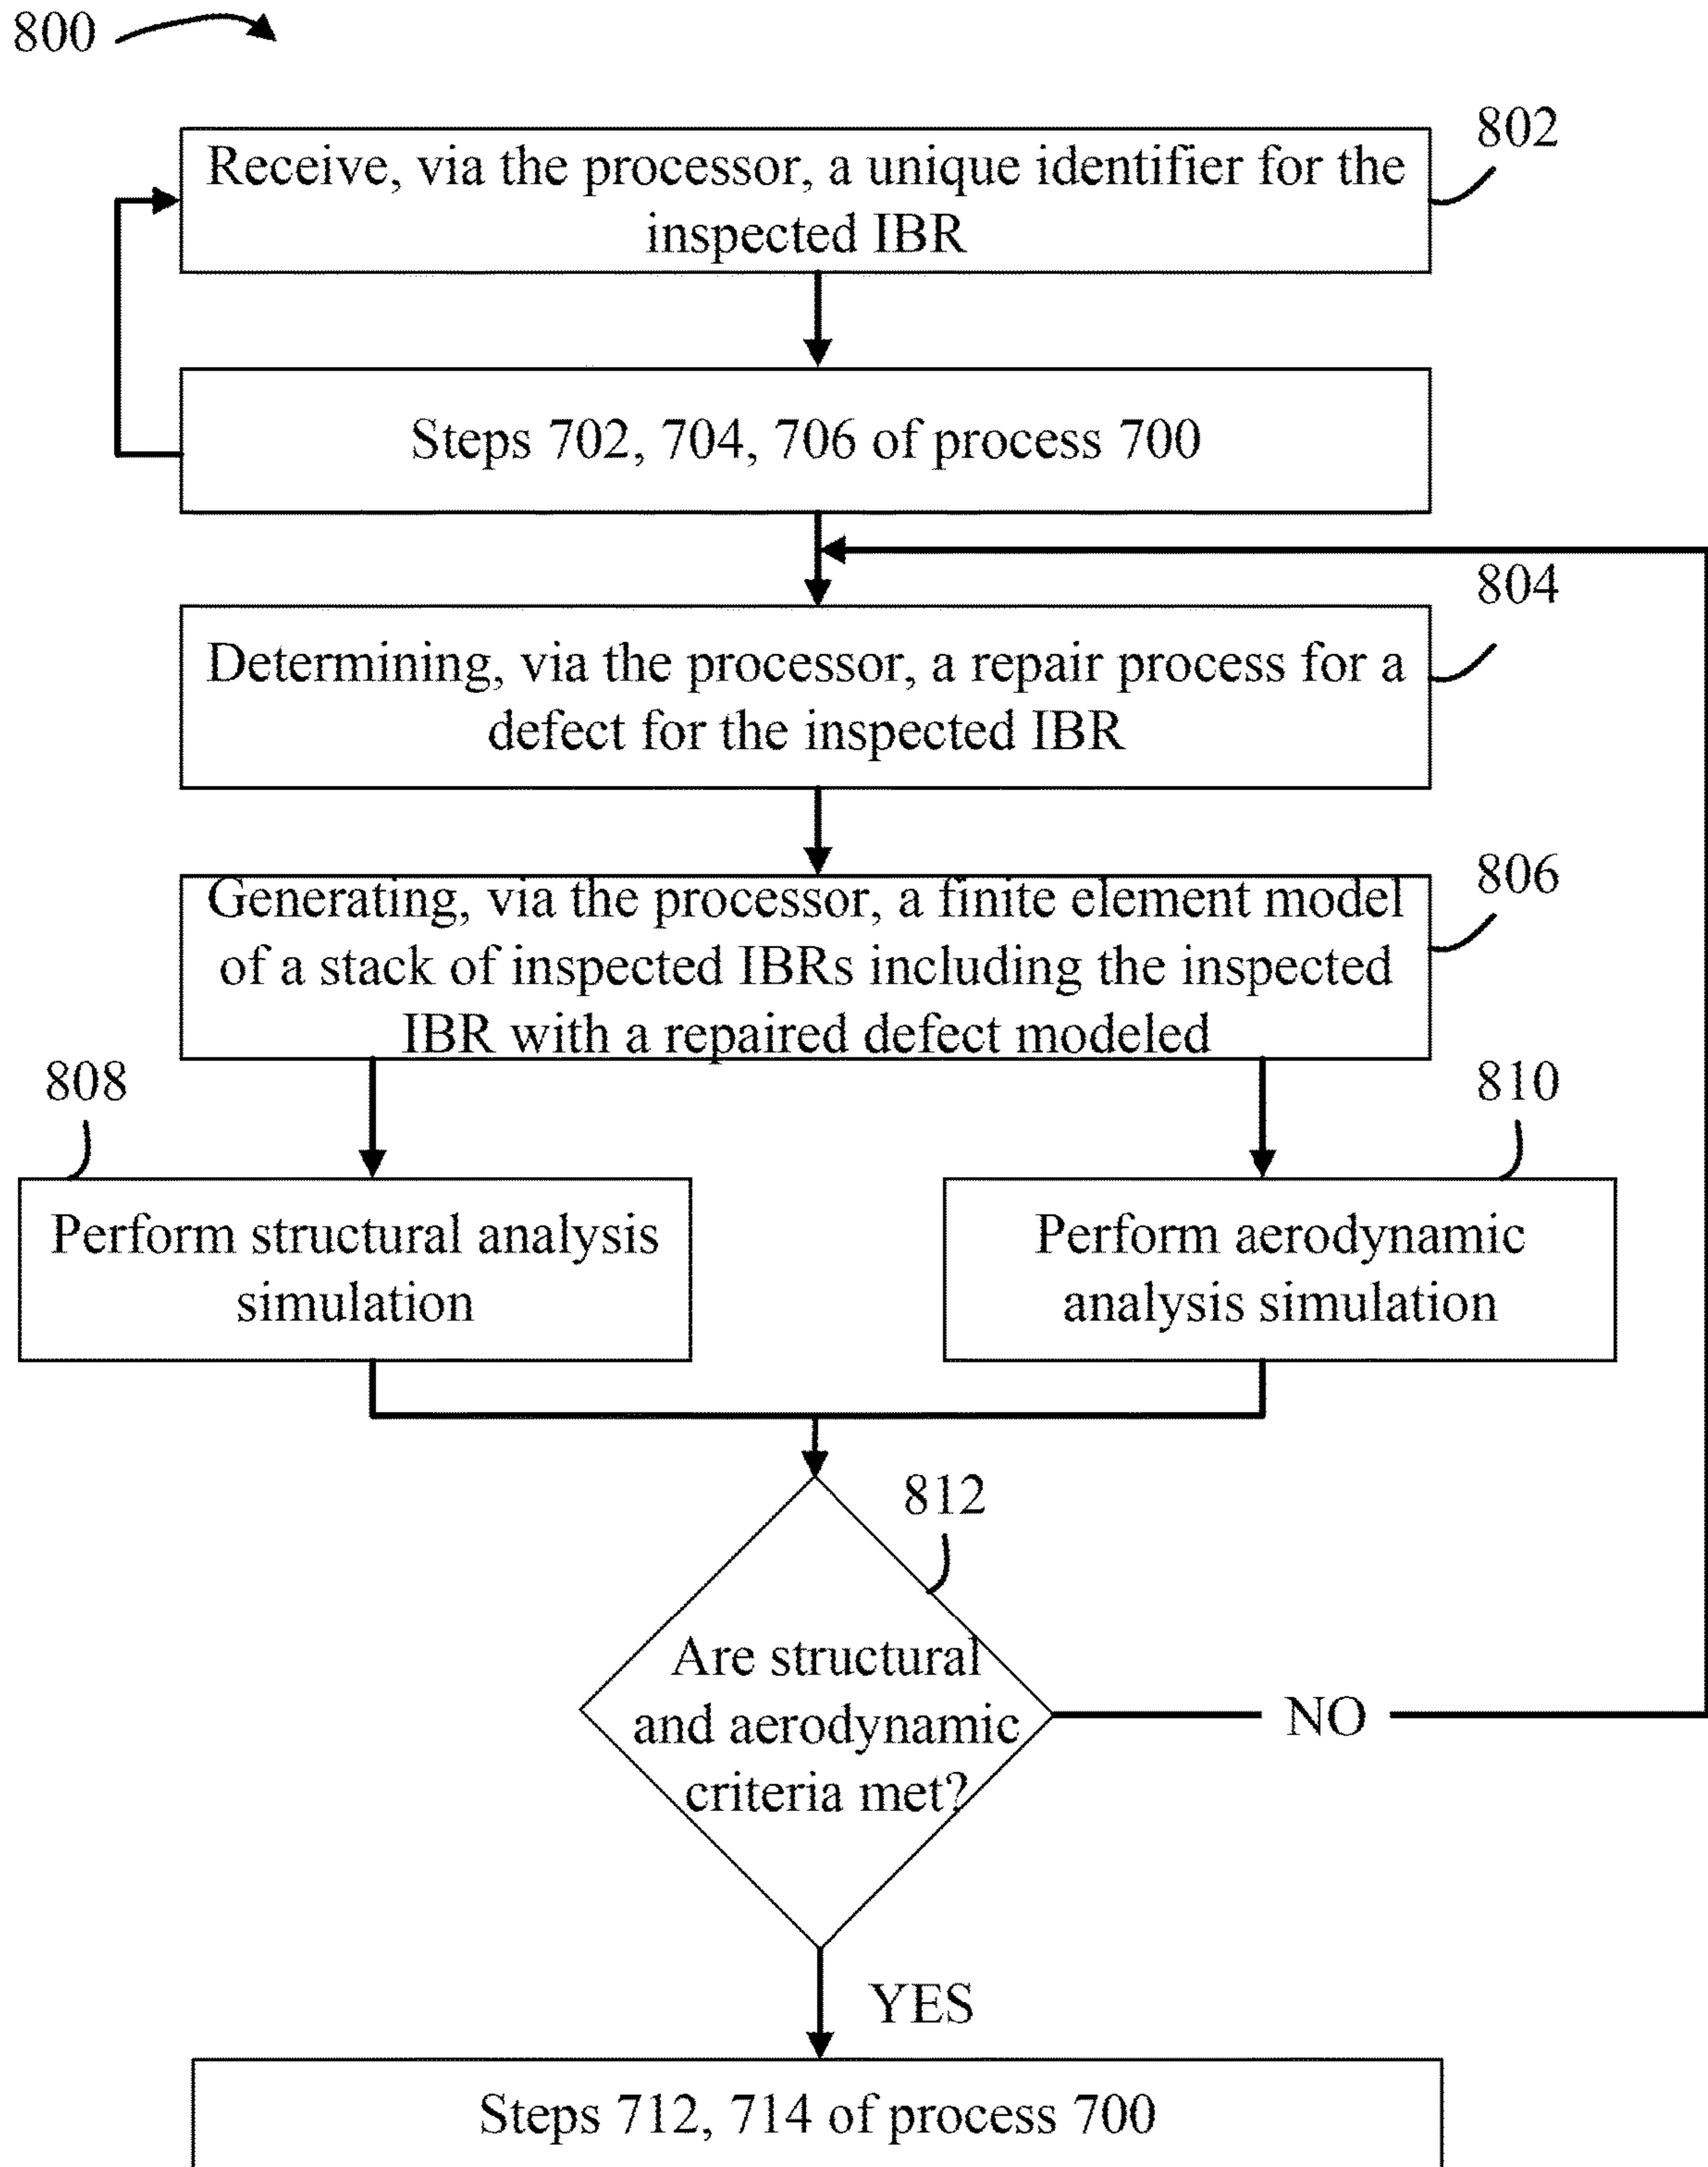 800
802
Receive, via the processor, a unique identifier for the
inspected IBR
Steps 702, 704, 706 of process 700
804
Determining, via the processor, a repair process for a
defect for the inspected IBR
806
Generating, via the processor, a finite element model
of a stack of inspected IBRs including the inspected
IBR with a repaired defect modeled
808
810
Perform structural analysis
simulation
Perform aerodynamic
analysis simulation
812
Are structural
and aerodynamic
criteria met?
NO
YES
Steps 712, 714 of process 700